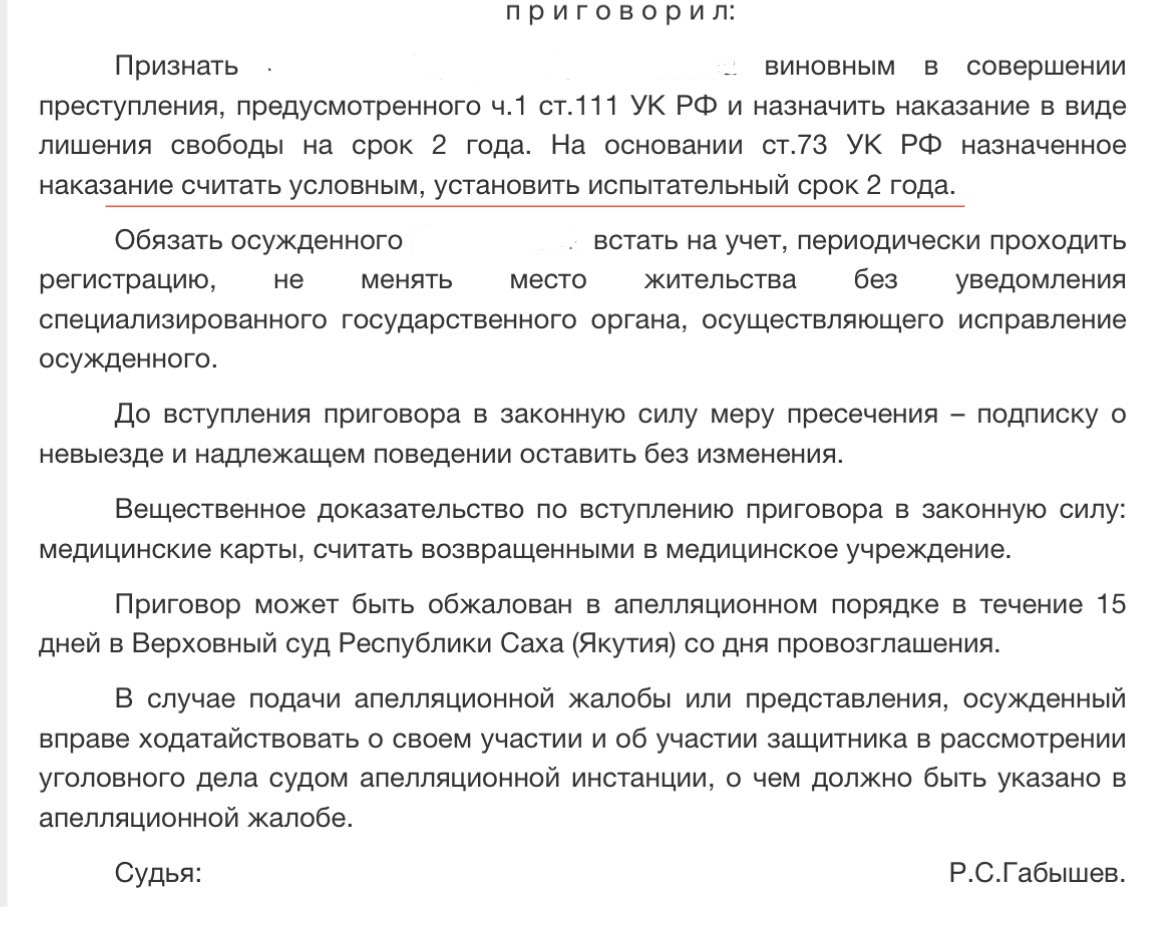 приговорил:
Признать виновным в совершении
преступления, предусмотренного ч.1 ст.111 УК РФ и назначить наказание в виде
лишения свободы на срок 2 года. На основании ст.73 УК РФ назначенное
наказание считать условным, установить испытательный срок 2 года.
Обязать осужденного встать на учет, периодически проходить
регистрацию, не менять место жительства без уведомления
специализированного государственного органа, осуществляющего исправление
осужденного.
До вступления приговора в законную силу меру пресечения – подписку о
невыезде и надлежащем поведении оставить без изменения.
Вещественное доказательство по вступлению приговора в законную силу:
медицинские карты, считать возвращенными в медицинское учреждение.
Приговор может быть обжалован в апелляционном порядке в течение 15
дней в Верховный суд Республики Саха (Якутия) со дня провозглашения.
В случае подачи апелляционной жалобы или представления, осужденный
вправе ходатайствовать о своем участии и об участии защитника в рассмотрении
уголовного дела судом апелляционной инстанции, о чем должно быть указано в
апелляционной жалобе.
Судья: Р.С.Габышев.